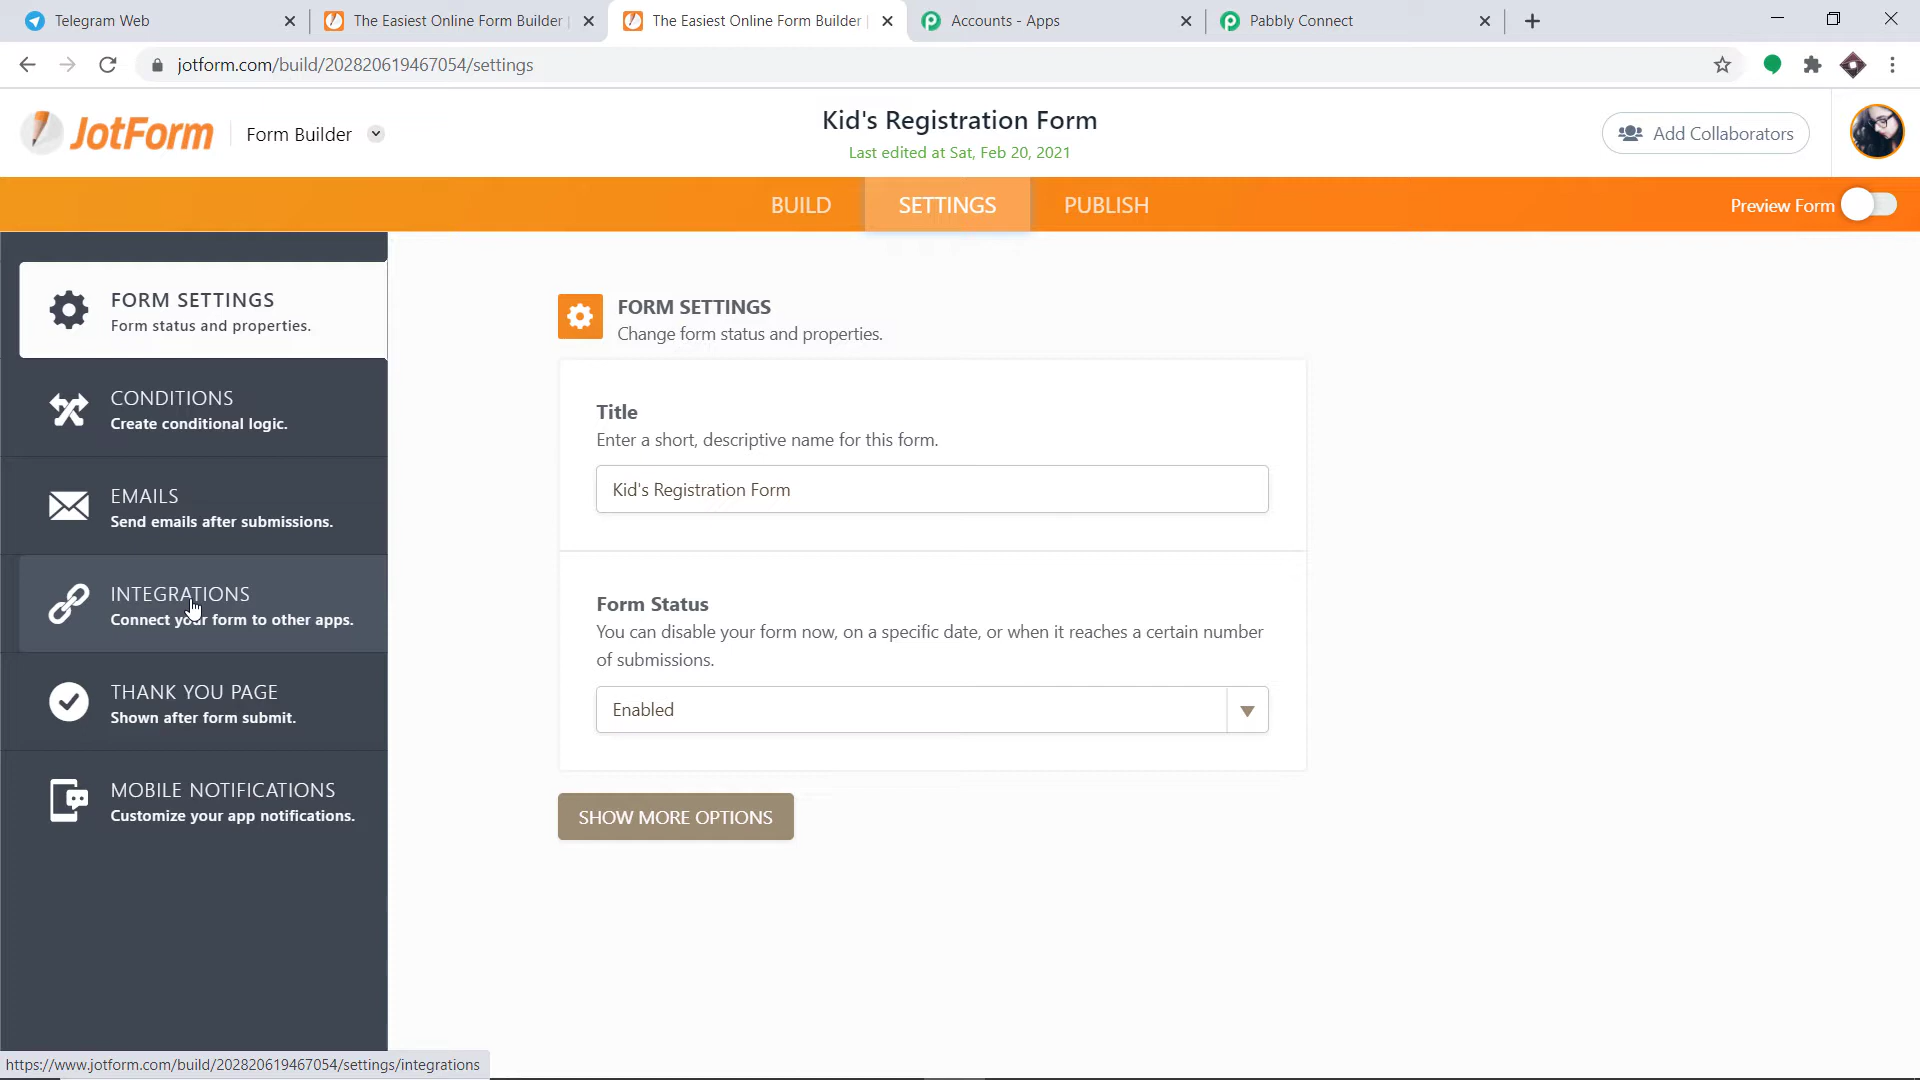 Telegram Web
The Easiest Online Form Builder
The Easiest Online Form Builder
Accounts - Apps
Pabbly Connect
jotform.com/build/202820619467054/settings
JotForm
Form Builder
Kid's Registration Form
Last edited at Sat, Feb 20, 2021
Add Collaborators
BUILD
SETTINGS
PUBLISH
Preview Form
FORM SETTINGS
Form status and properties.
CONDITIONS
Create conditional logic.
EMAILS
Send emails after submissions.
INTEGRATIONS
Connect your form to other apps.
THANK YOU PAGE
Shown after form submit.
MOBILE NOTIFICATIONS
Customize your app notifications.
FORM SETTINGS
Change form status and properties.
Title
Enter a short, descriptive name for this form.
Kid's Registration Form
Form Status
You can disable your form now, on a specific date, or when it reaches a certain number
of submissions.
Enabled
SHOW MORE OPTIONS
https://www.jotform.com/build/202820619467054/settings/integrations